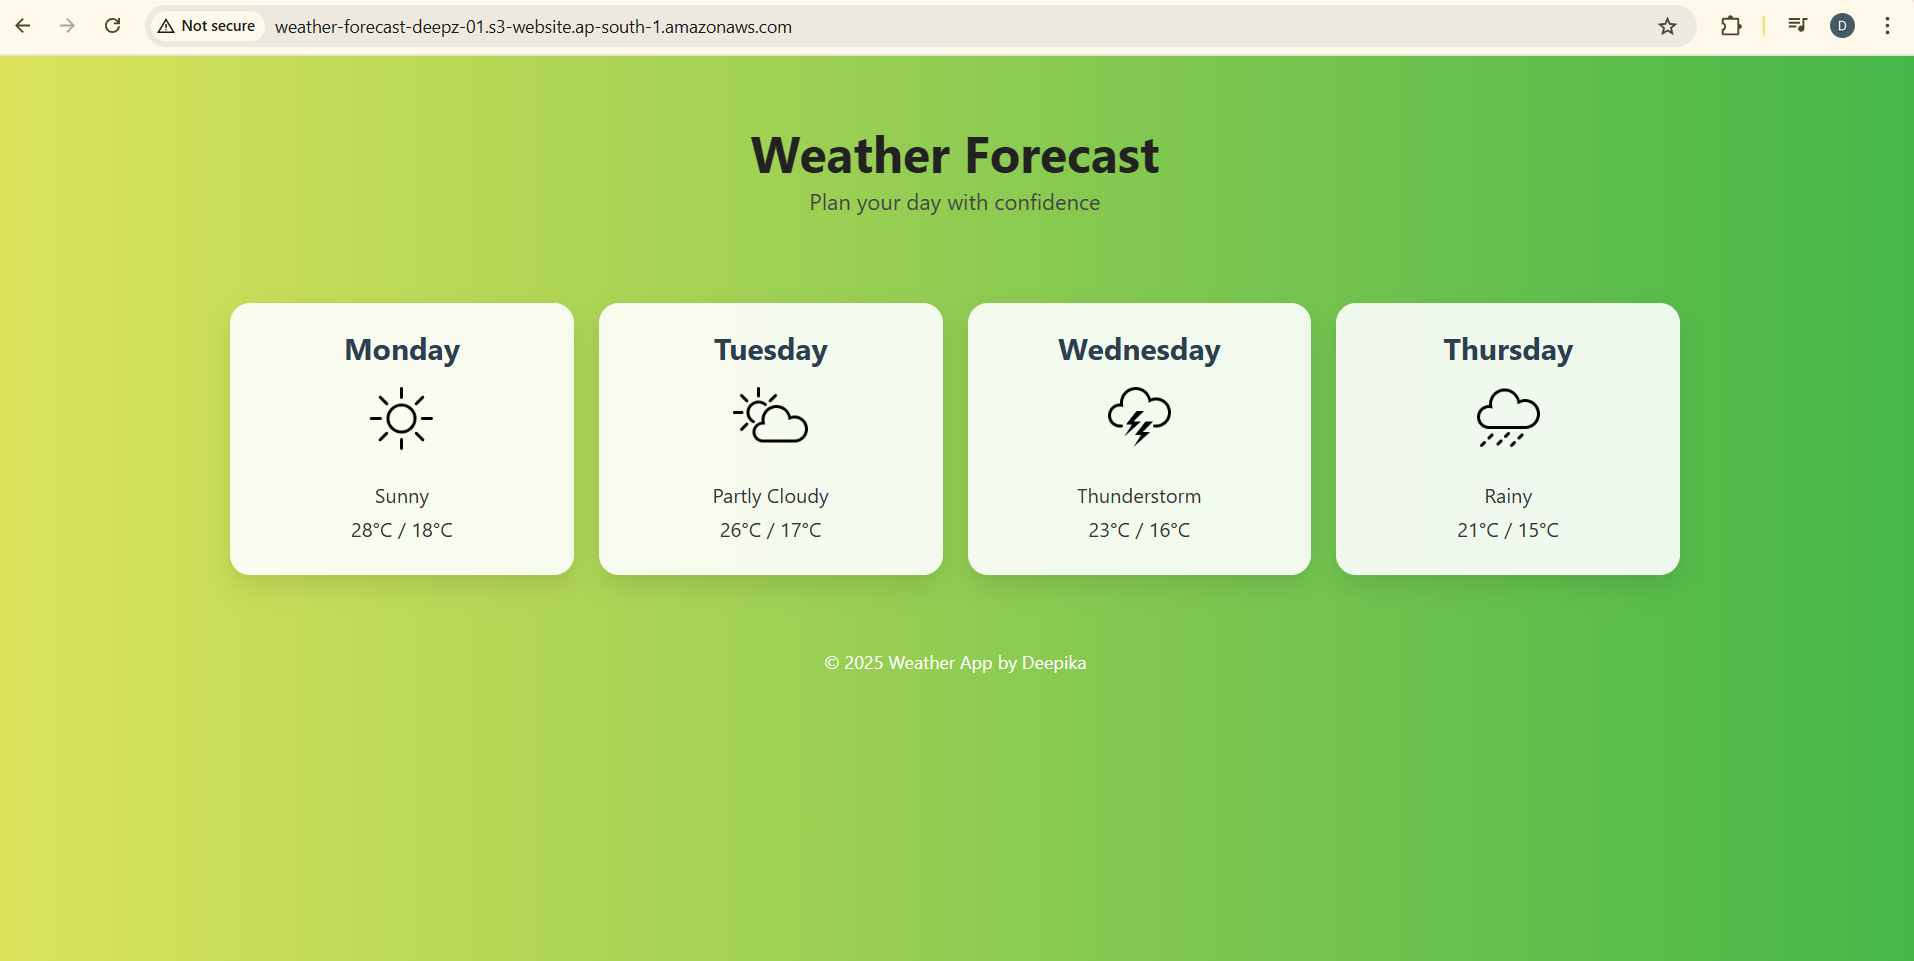 Not secure weather-forecast-deepz-01.s3-website.ap-south-1.amazonaws.com D
Weather Forecast
Plan your day with confidence
Monday
Sunny
28°C / 18°C
Tuesday
Partly Cloudy
26°C / 17°C
Wednesday
Thunderstorm
23°C / 16°C
Thursday
Rainy
21°C / 15°C
© 2025 Weather App by Deepika